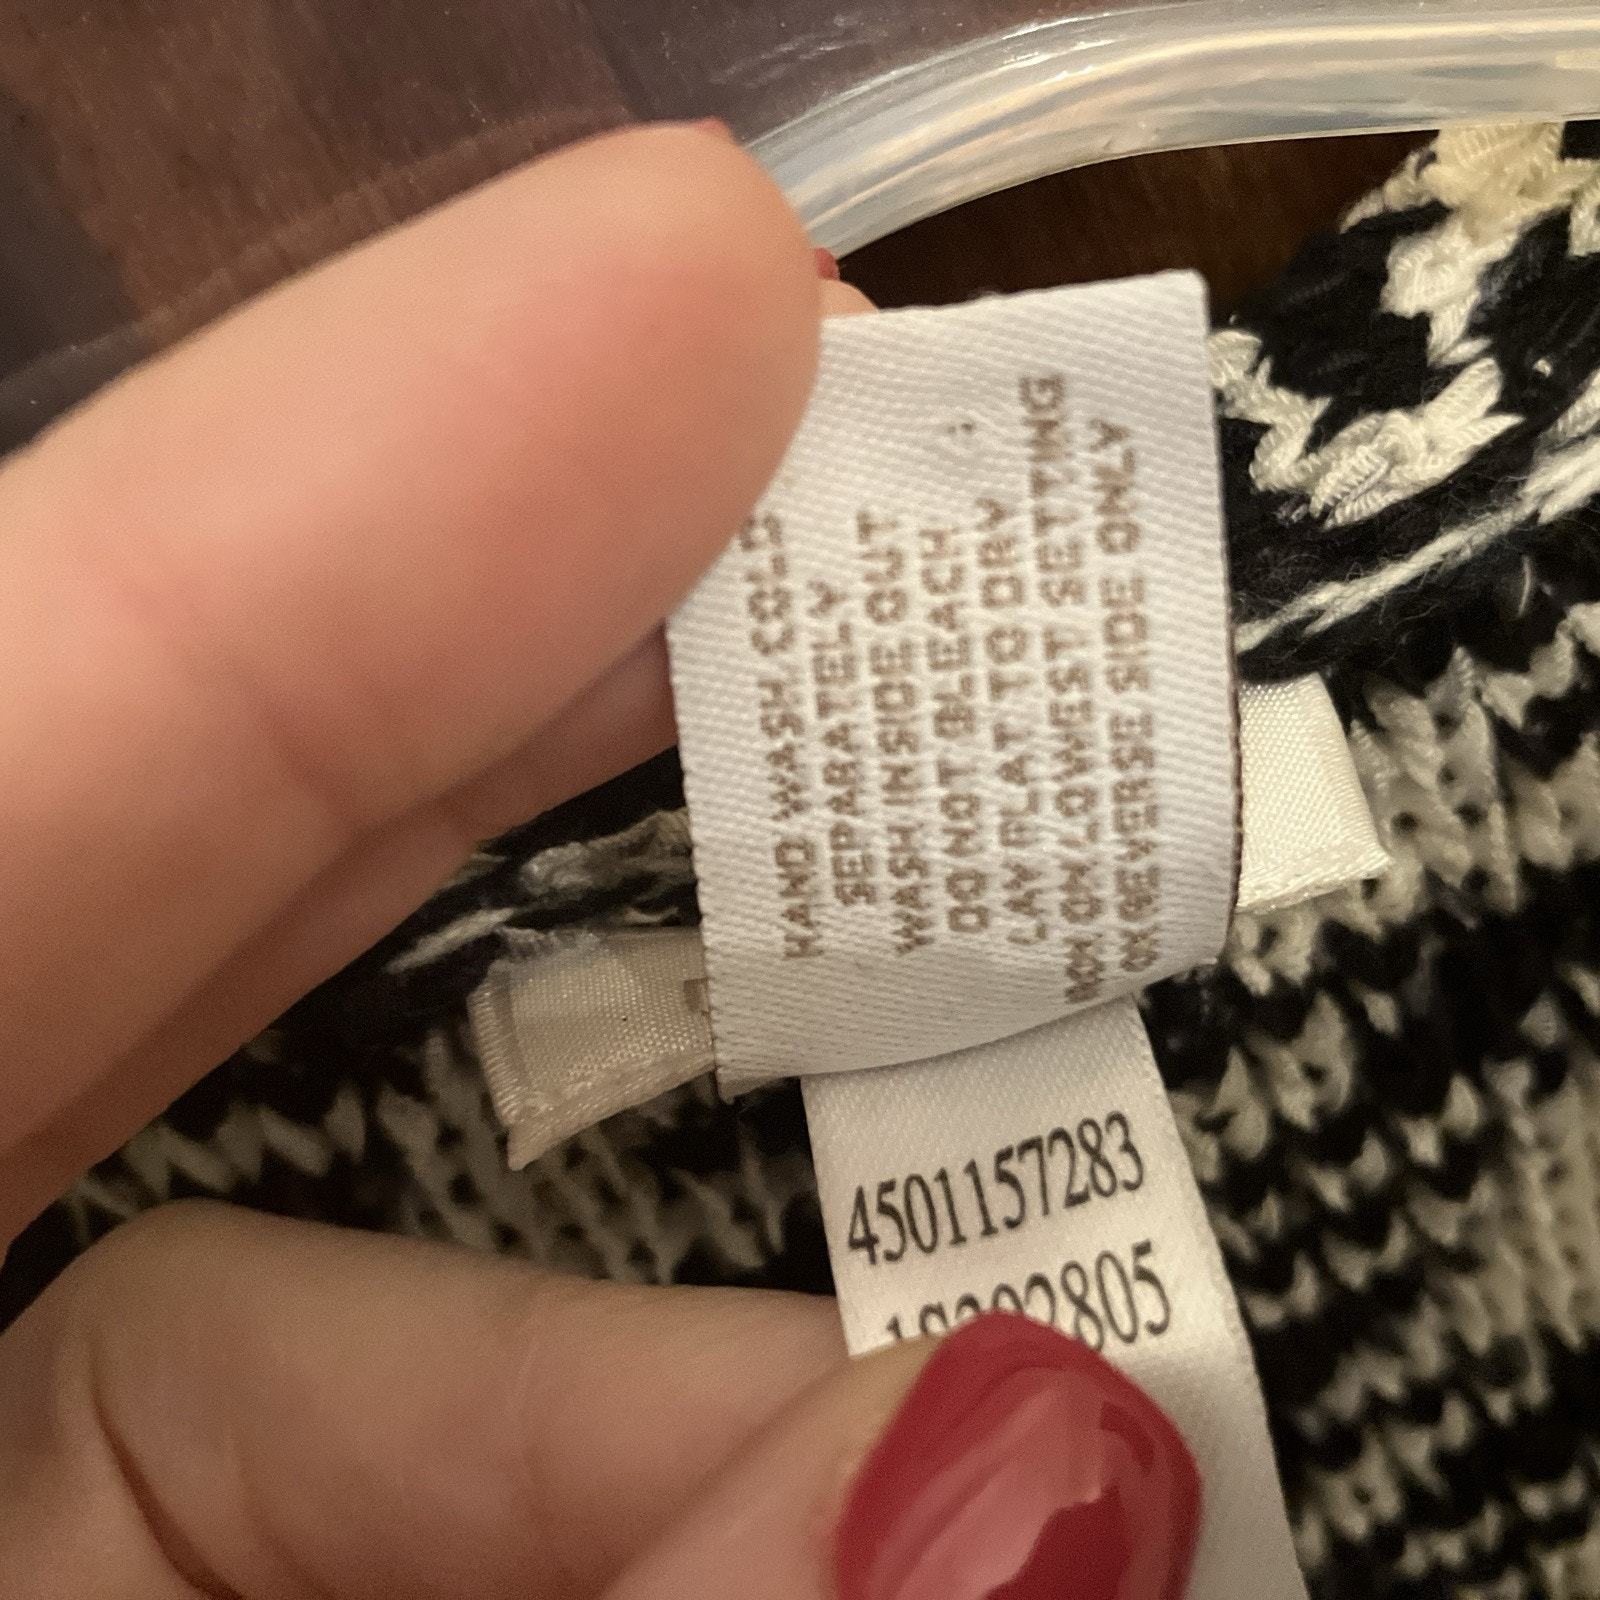 HAND WASH COLD
SEPARATELY
WASH INSIDE OUT
DO NOT BLEACH
LAY FLAT TO DRY
IRON ON LOWEST SETTING
ON REVERSE SIDE ONLY
4501157283